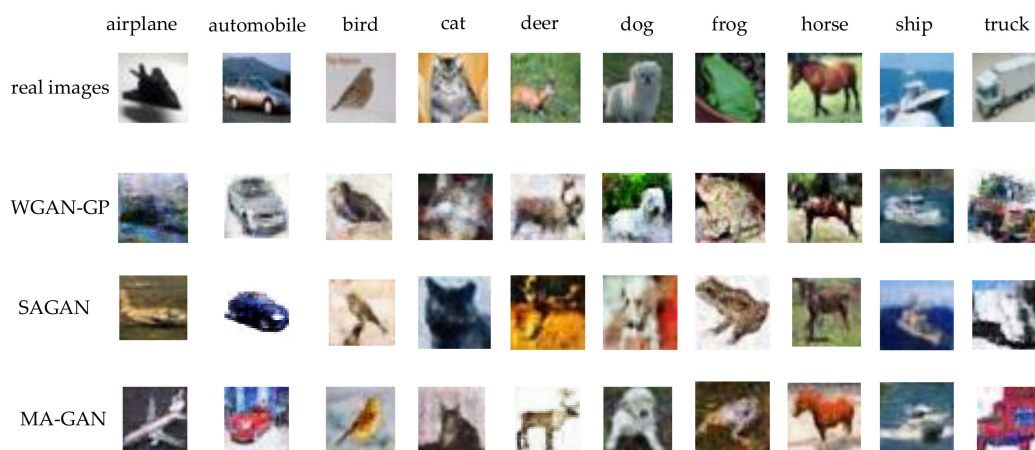 airplane automobile bird cat deer dog frog horse ship truck
real images
WGAN-GP
SAGAN
MA-GAN